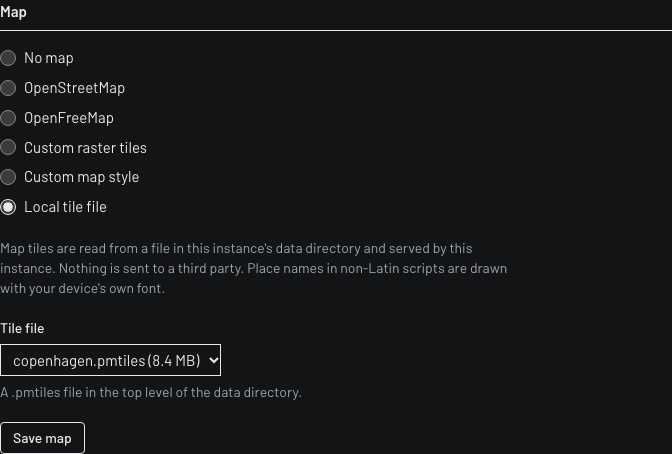 Map
No map
OpenStreetMap
OpenFreeMap
Custom raster tiles
Custom map style
Local tile file
Map tiles are read from a file in this instance's data directory and served by this
instance. Nothing is sent to a third party. Place names in non-Latin scripts are drawn
with your device's own font.
Tile file
copenhagen.pmtiles (8.4 MB)
A .pmtiles file in the top level of the data directory.
Save map